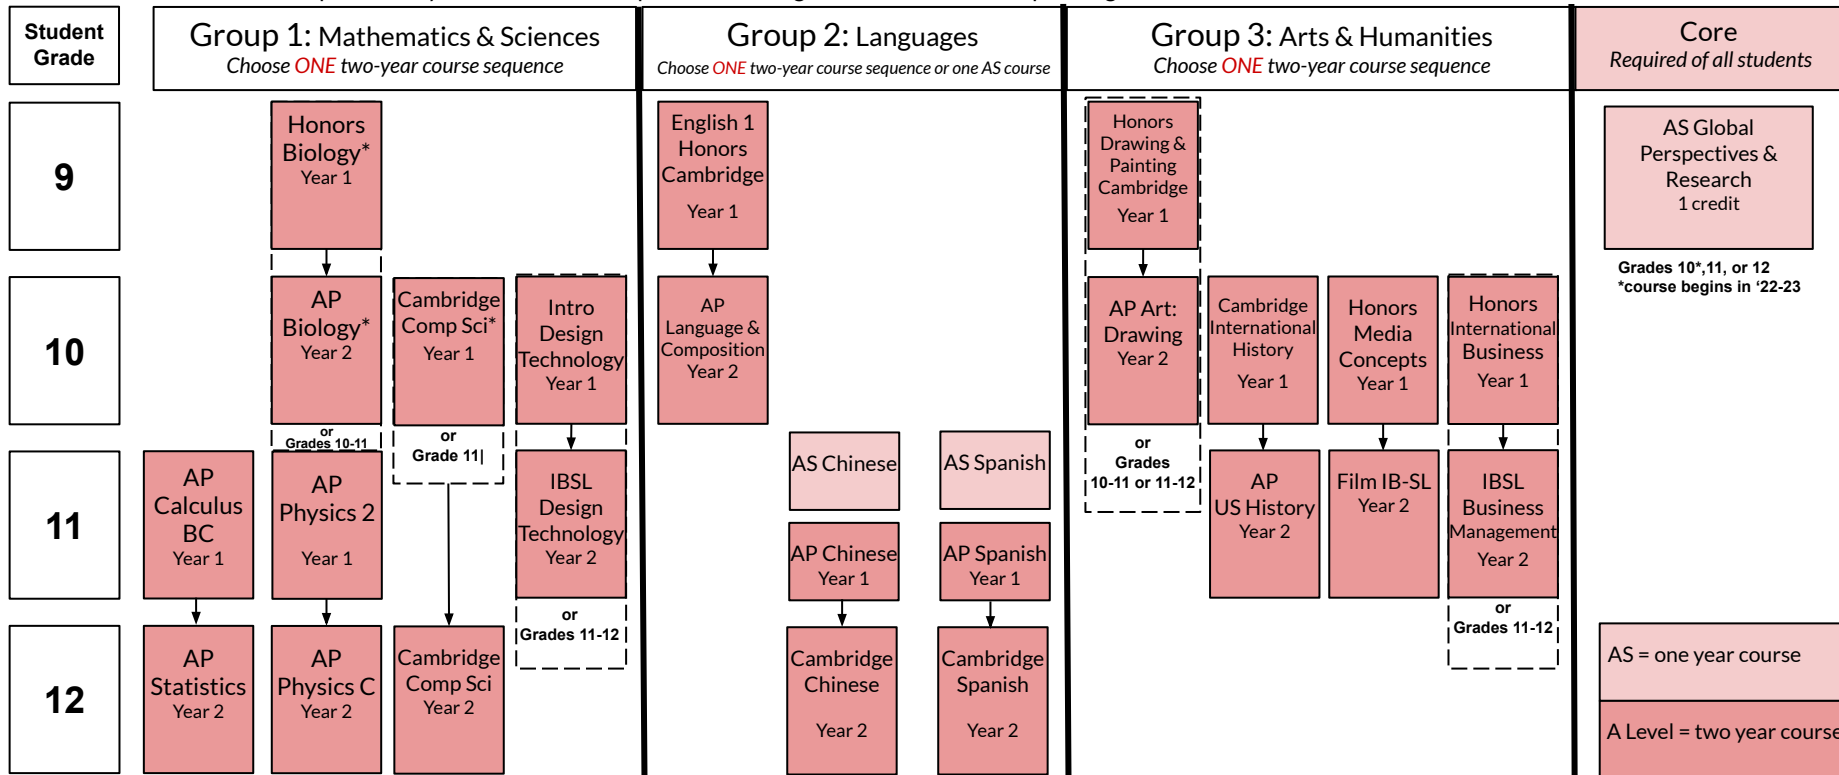 Student
Grade
Group 1: Mathematics & Sciences
Choose ONE two-year course sequence
Group 2: Languages
Choose ONE two-year course sequence or one AS course
Group 3: Arts & Humanities
Choose ONE two-year course sequence
Core
Required of all students
9
Honors
Biology*
Year 1
English 1
Honors
Cambridge
Year 1
Honors
Drawing &
Painting
Cambridge
Year 1
AS Global
Perspectives &
Research
1 credit
Grades 10*,11, or 12
*course begins in ‘22-23
10
AP
Biology*
Year 2
or
Grades 10-11
Cambridge
Comp Sci*
Year 1
or
Grade 11|
Intro
Design
Technology
Year 1
AP
Language &
Composition
Year 2
AP Art:
Drawing
Year 2
or
Grades
10-11 or 11-12
Cambridge
International
History
Year 1
Honors
Media
Concepts
Year 1
Honors
International
Business
Year 1
11
AP
Calculus
BC
Year 1
AP
Physics 2
Year 1
IBSL
Design
Technology
Year 2
or
Grades 11-12
AS Chinese
AS Spanish
AP Chinese
Year 1
AP Spanish
Year 1
AP
US History
Year 2
Film IB-SL
Year 2
IBSL
Business
Management
Year 2
or
Grades 11-12
12
AP
Statistics
Year 2
AP
Physics C
Year 2
Cambridge
Comp Sci
Year 2
Cambridge
Chinese
Year 2
Cambridge
Spanish
Year 2
AS = one year course
A Level = two year course